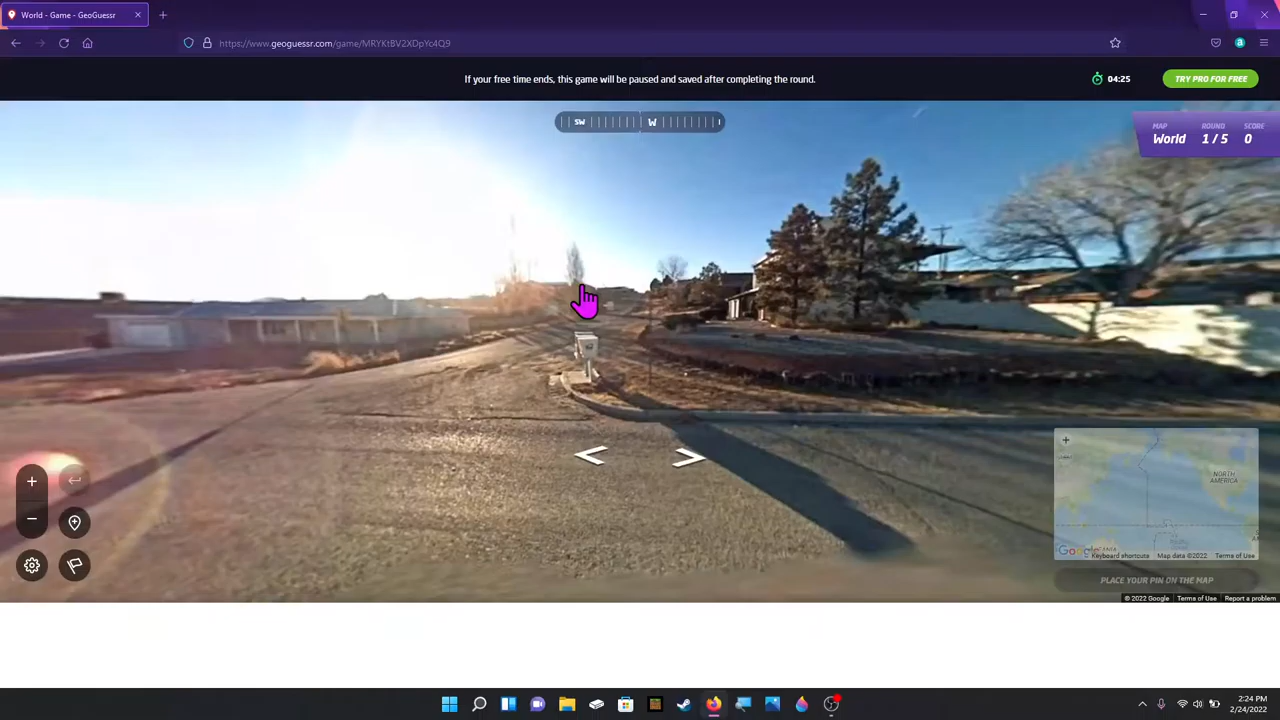 World - Game - GeoGuessr
https://www.geoguessr.com/game/MRYKtBV2XDpYo4Q9
If your free time ends, this game will be paused and saved after completing the round.
04:25
TRY PRO FOR FREE
SW W
MAP ROUND SCORE
World 1 / 5 0
NORTH
AMERICA
Google
Keyboard shortcuts Map data ©2022 Terms of Use
PLACE YOUR PIN ON THE MAP
© 2022 Google Terms of Use Report a problem
2:24 PM
2/24/2022